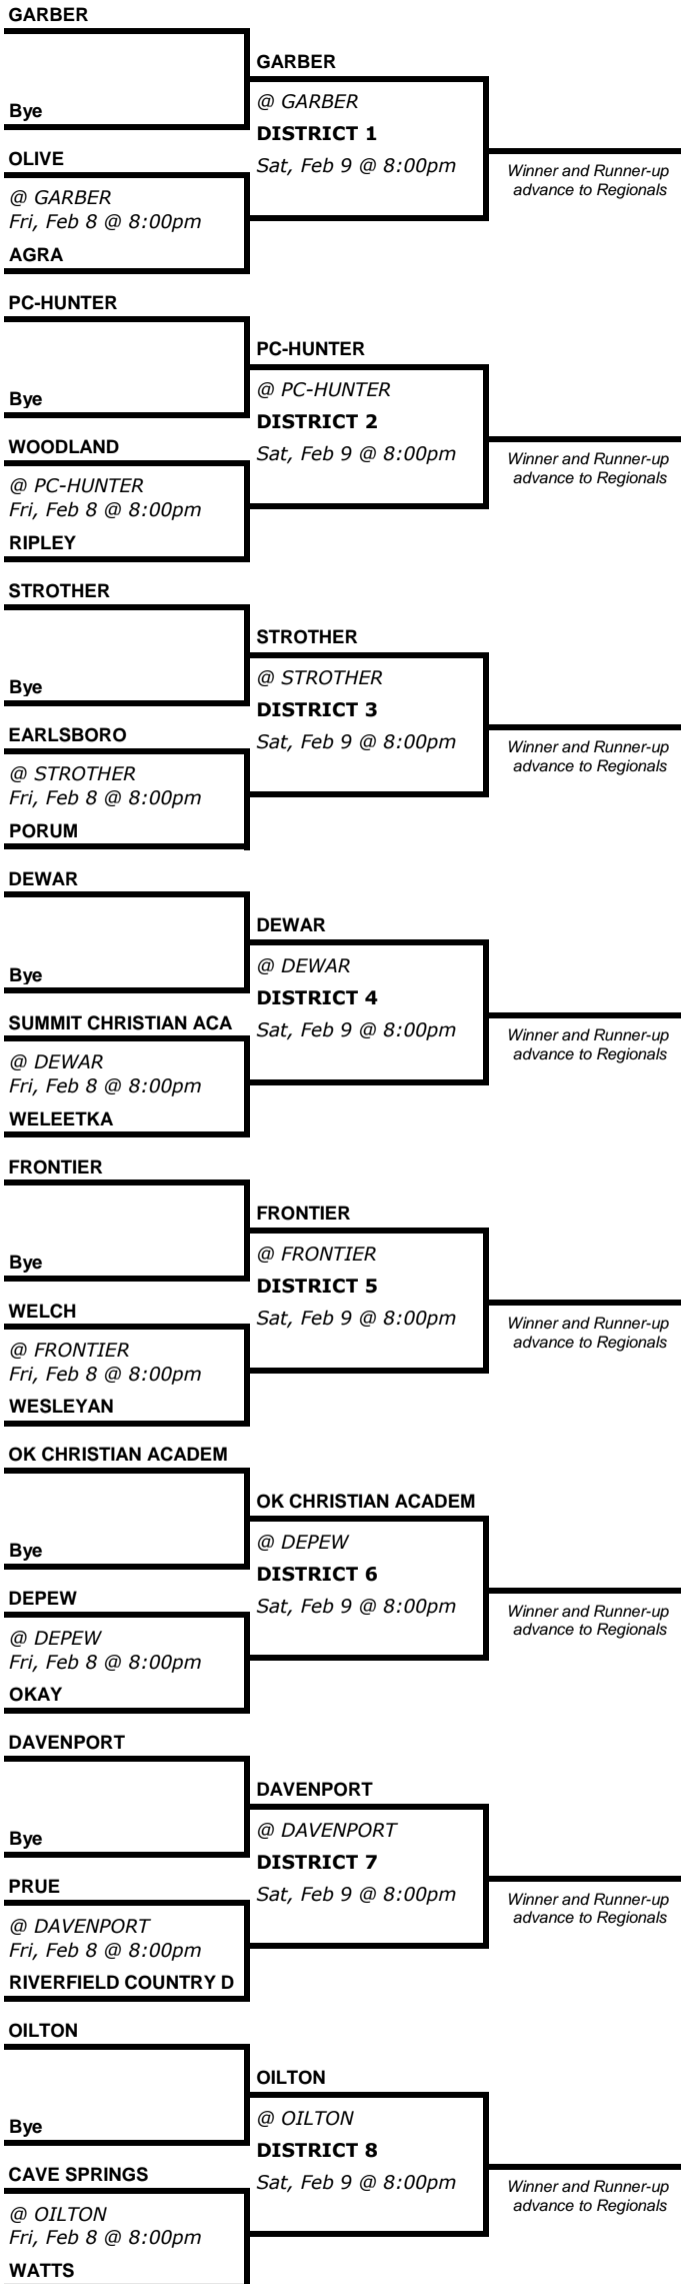 GARBER
GARBER
@ GARBER
Bye
DISTRICT 1
OLIVE
Sat, Feb 9 @ 8:00pm
Winner and Runner-up
advance to Regionals
@ GARBER
Fri, Feb 8 @ 8:00pm
AGRA
PC-HUNTER
PC-HUNTER
@ PC-HUNTER
Bye
DISTRICT 2
WOODLAND
Sat, Feb 9 @ 8:00pm
Winner and Runner-up
advance to Regionals
@ PC-HUNTER
Fri, Feb 8 @ 8:00pm
RIPLEY
STROTHER
STROTHER
@ STROTHER
Bye
DISTRICT 3
EARLSBORO
Sat, Feb 9 @ 8:00pm
Winner and Runner-up
advance to Regionals
@ STROTHER
Fri, Feb 8 @ 8:00pm
PORUM
DEWAR
DEWAR
@ DEWAR
Bye
DISTRICT 4
SUMMIT CHRISTIAN ACA
Sat, Feb 9 @ 8:00pm
Winner and Runner-up
advance to Regionals
@ DEWAR
Fri, Feb 8 @ 8:00pm
WELEETKA
FRONTIER
FRONTIER
@ FRONTIER
Bye
DISTRICT 5
WELCH
Sat, Feb 9 @ 8:00pm
Winner and Runner-up
advance to Regionals
@ FRONTIER
Fri, Feb 8 @ 8:00pm
WESLEYAN
OK CHRISTIAN ACADEM
OK CHRISTIAN ACADEM
@ DEPEW
Bye
DISTRICT 6
DEPEW
Sat, Feb 9 @ 8:00pm
Winner and Runner-up
advance to Regionals
@ DEPEW
Fri, Feb 8 @ 8:00pm
OKAY
DAVENPORT
DAVENPORT
@ DAVENPORT
Bye
DISTRICT 7
PRUE
Sat, Feb 9 @ 8:00pm
Winner and Runner-up
advance to Regionals
@ DAVENPORT
Fri, Feb 8 @ 8:00pm
RIVERFIELD COUNTRY D
OILTON
OILTON
@ OILTON
Bye
DISTRICT 8
CAVE SPRINGS
Sat, Feb 9 @ 8:00pm
Winner and Runner-up
advance to Regionals
@ OILTON
Fri, Feb 8 @ 8:00pm
WATTS